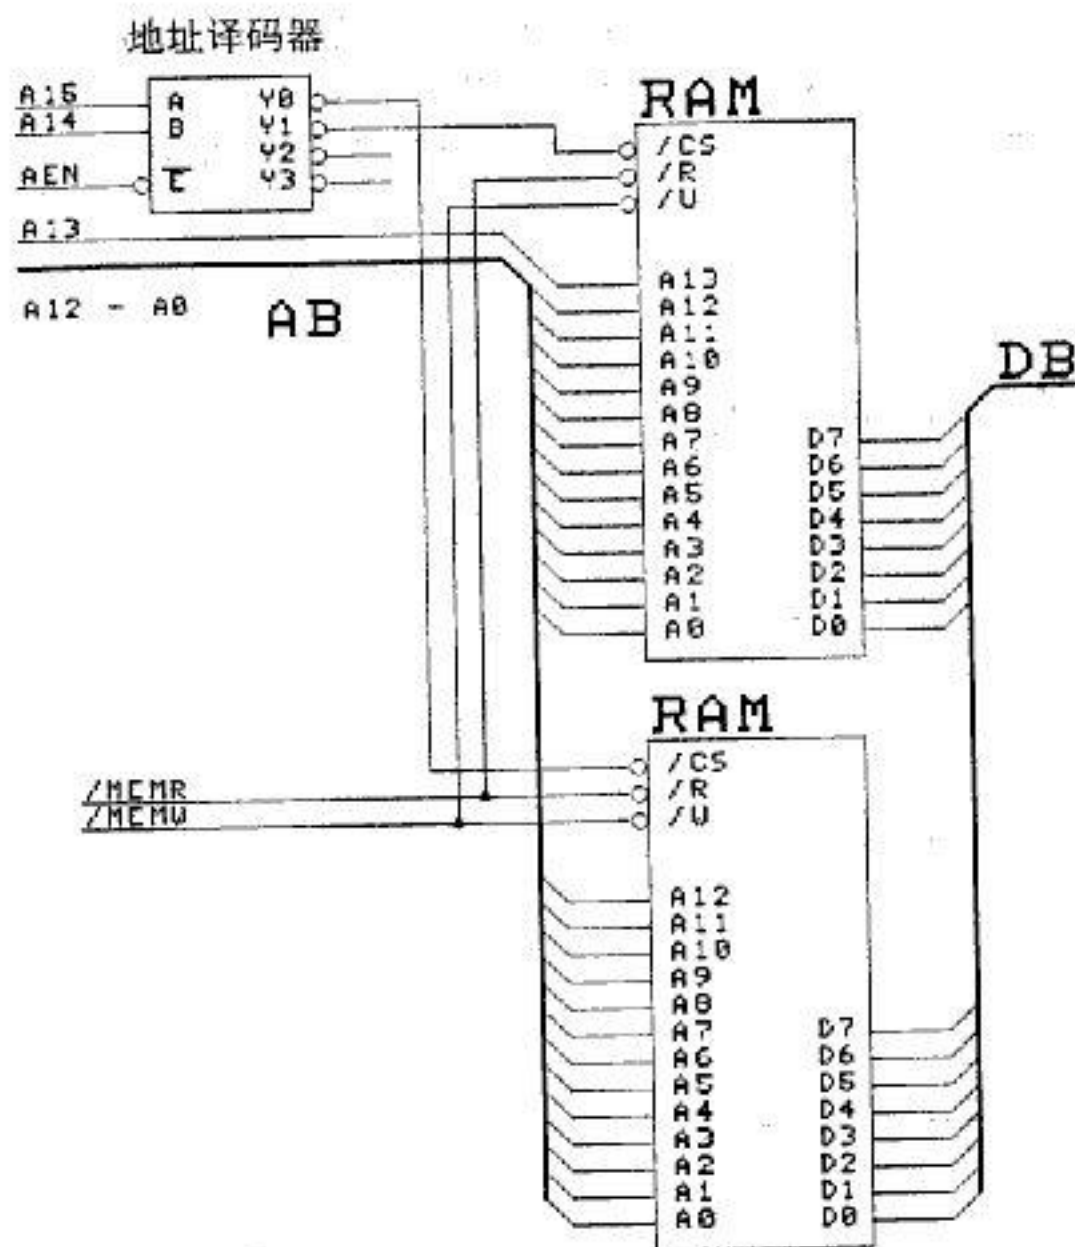 地址译码器
A15 A Y0
A14 B Y1
Y2
AEN E Y3
A13
A12 - A0
AB
RAM
/CS
/R
/W
A13
A12
A11
A10
A9
A8
A7 D7
A6 D6
A5 D5
A4 D4
A3 D3
A2 D2
A1 D1
A0 D0
DB
RAM
/CS
/MEMR /R
/MEMW /W
A12
A11
A10
A9
A8
A7 D7
A6 D6
A5 D5
A4 D4
A3 D3
A2 D2
A1 D1
A0 D0